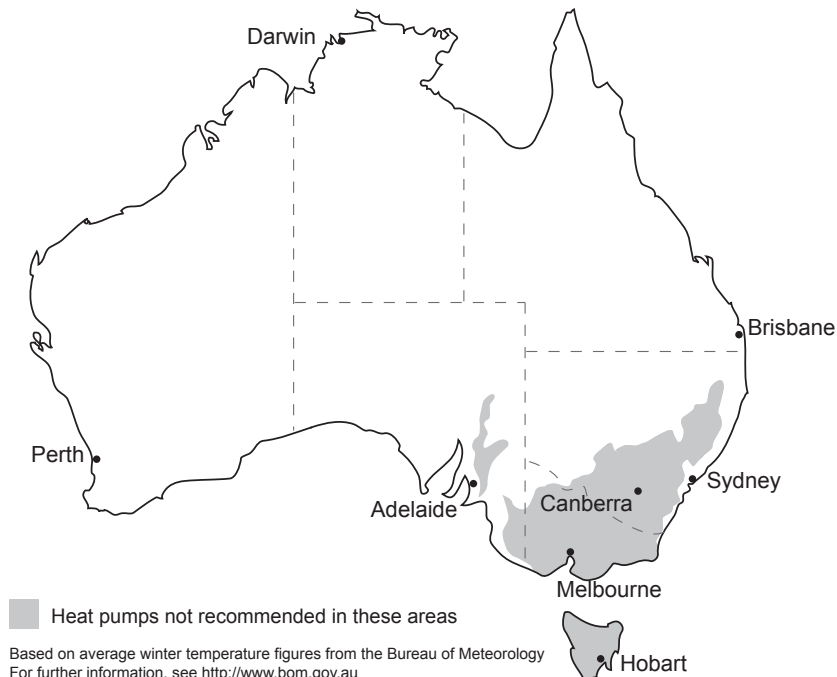 Darwin
Brisbane
Perth
Sydney
Adelaide
Canberra
Melbourne
Heat pumps not recommended in these areas
Based on average winter temperature figures from the Bureau of Meteorology
For further information, see http://www.bom.gov.au
Hobart